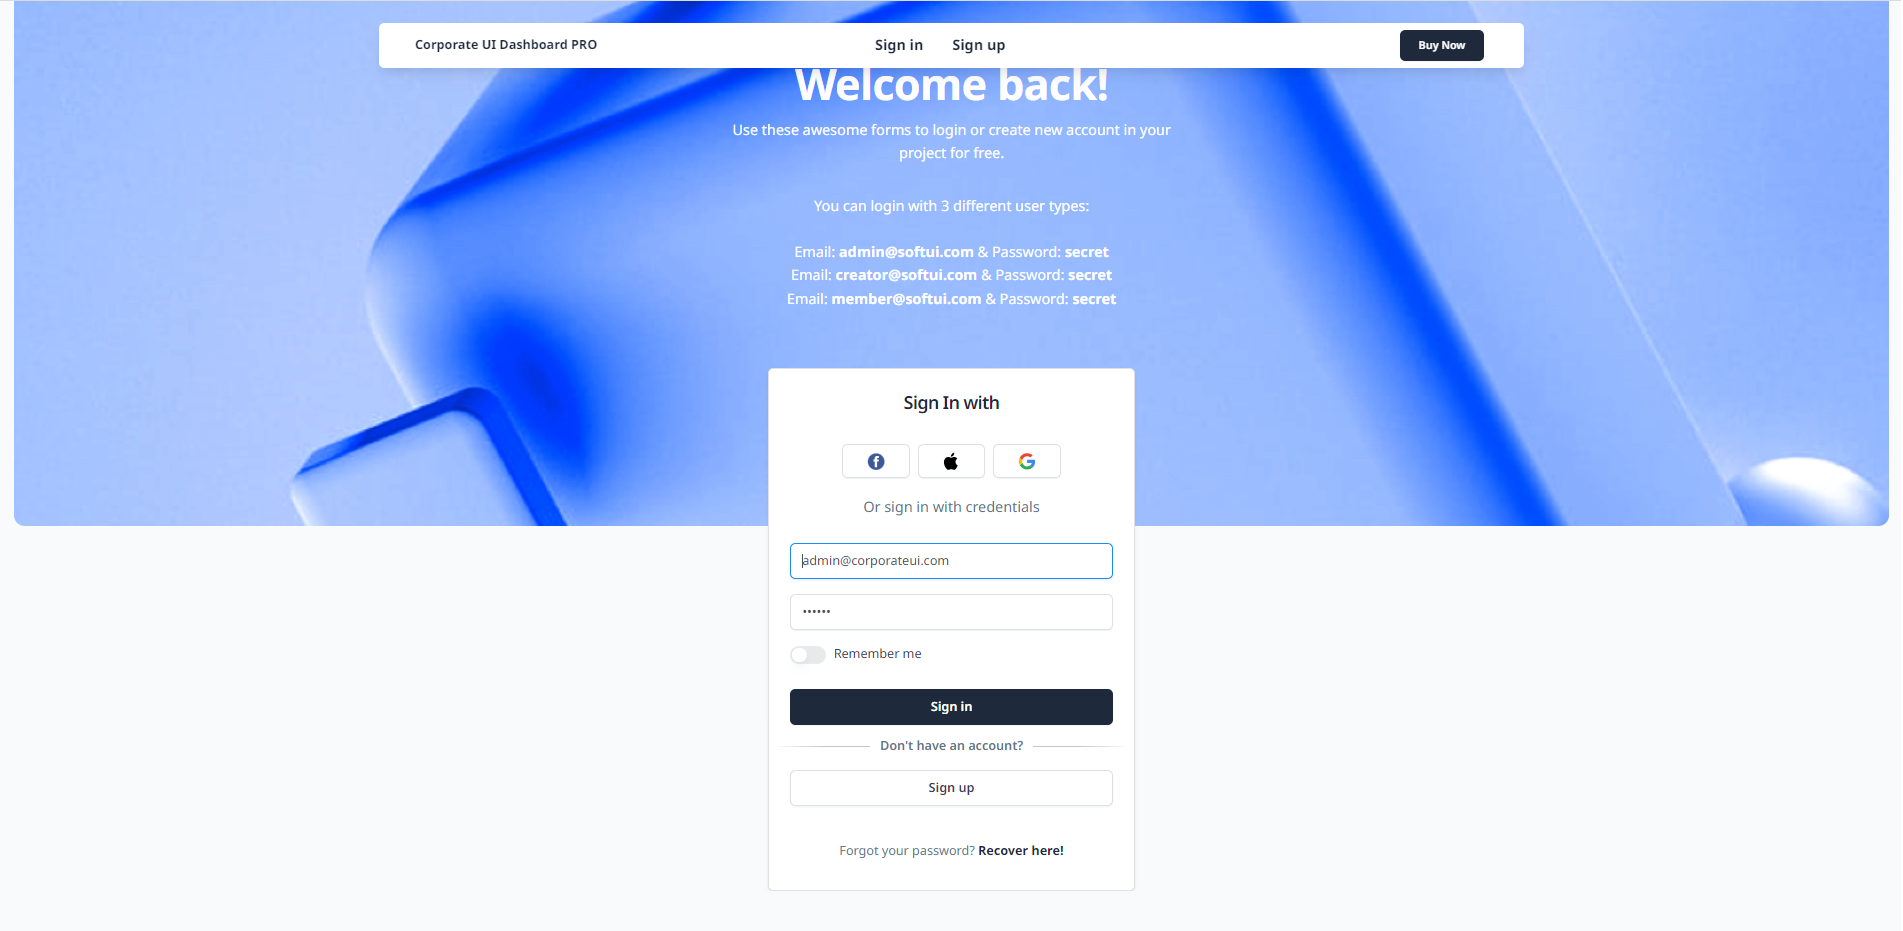 Corporate UI Dashboard PRO
Sign in
Sign up
Buy Now
Welcome back!
Use these awesome forms to login or create new account in your
project for free.
You can login with 3 different user types:
Email: admin@softui.com & Password: secret
Email: creator@softui.com & Password: secret
Email: member@softui.com & Password: secret
Sign In with
Or sign in with credentials
admin@corporateui.com
••••••
Remember me
Sign in
Don't have an account?
Sign up
Forgot your password? Recover here!